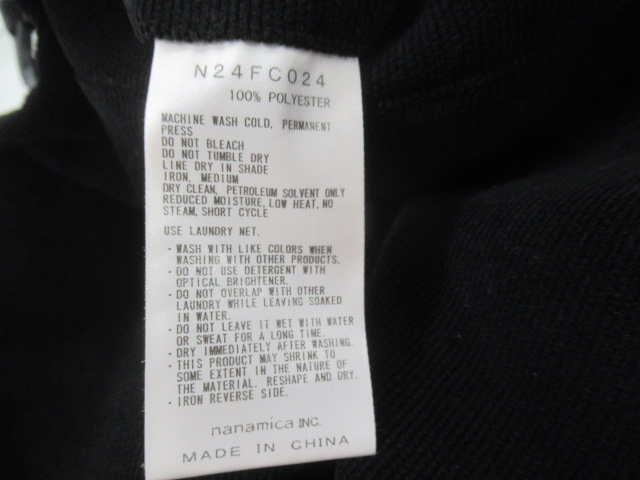 N24FC024
100% POLYESTER
MACHINE WASH COLD, PERMANENT
PRESS
DO NOT BLEACH
DO NOT TUMBLE DRY
LINE DRY IN SHADE
IRON, MEDIUM
DRY CLEAN, PETROLEUM SOLVENT ONLY
REDUCED MOISTURE, LOW HEAT, NO
STEAM, SHORT CYCLE
USE LAUNDRY NET.
・WASH WITH LIKE COLORS WHEN
WASHING WITH OTHER PRODUCTS.
・DO NOT USE DETERGENT WITH
OPTICAL BRIGHTENER.
・DO NOT OVERLAP WITH OTHER
LAUNDRY WHILE LEAVING SOAKED
IN WATER.
・DO NOT LEAVE IT WET WITH WATER
OR SWEAT FOR A LONG TIME.
・DRY IMMEDIATELY AFTER WASHING.
・THIS PRODUCT MAY SHRINK TO
SOME EXTENT IN THE NATURE OF
THE MATERIAL. RESHAPE AND DRY.
・IRON REVERSE SIDE.
nanamica INC.
MADE IN CHINA